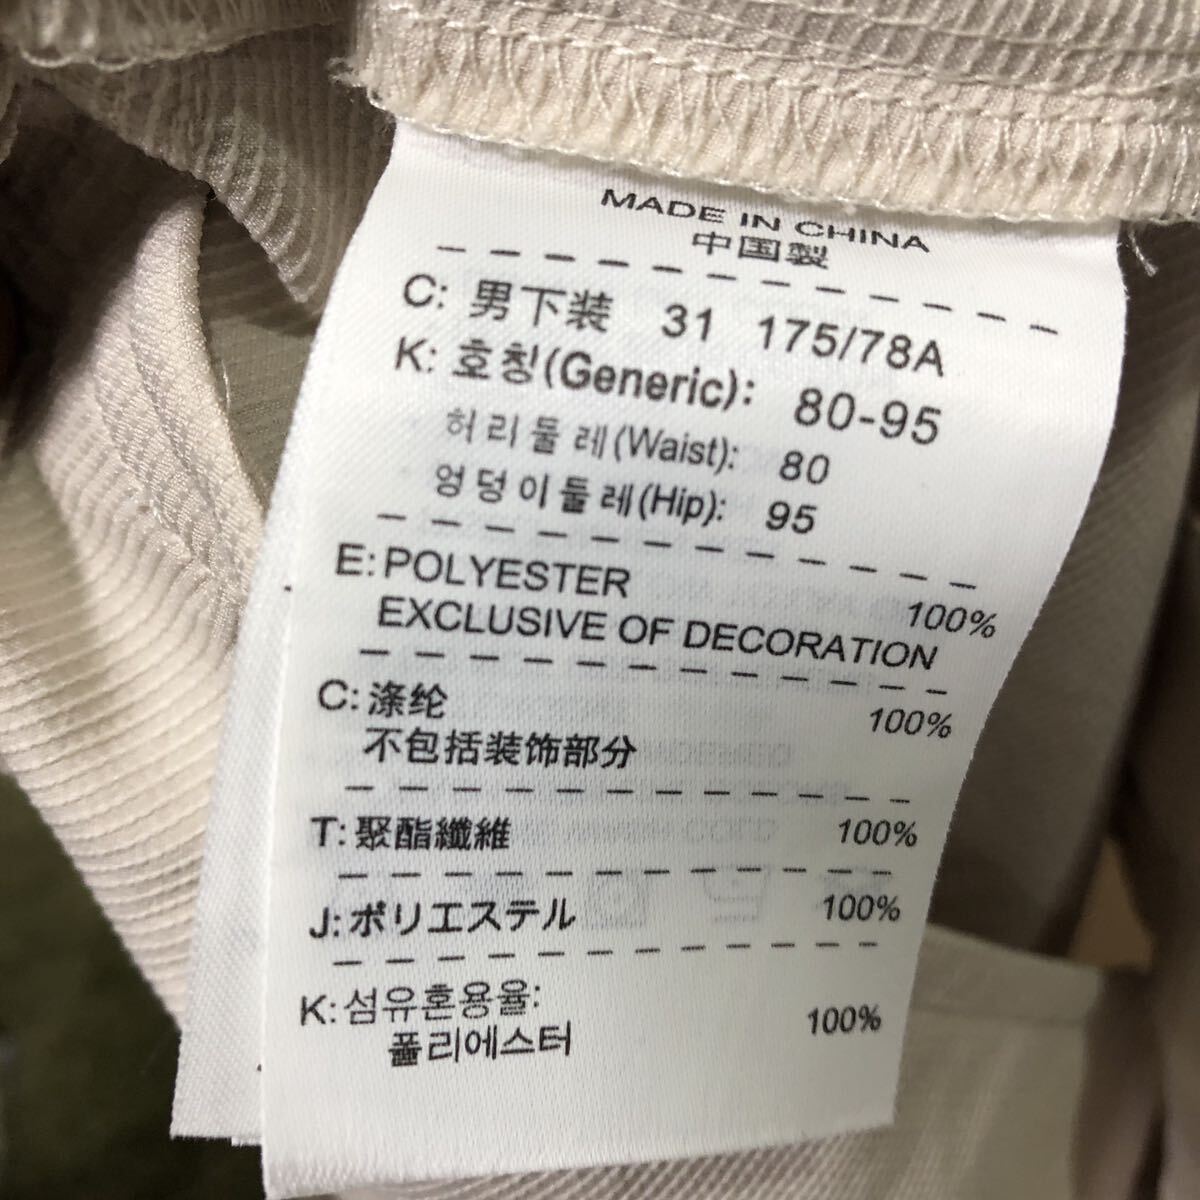 MADE IN CHINA
中国製
C: 男下装 31 175/78A
K: 호칭(Generic): 80-95
허리둘레(Waist): 80
엉덩이둘레(Hip): 95
E: POLYESTER 100%
EXCLUSIVE OF DECORATION
C: 涤纶 100%
不包括装饰部分
T: 聚酯纖維 100%
J: ポリエステル 100%
K: 섬유혼용율:
폴리에스터 100%